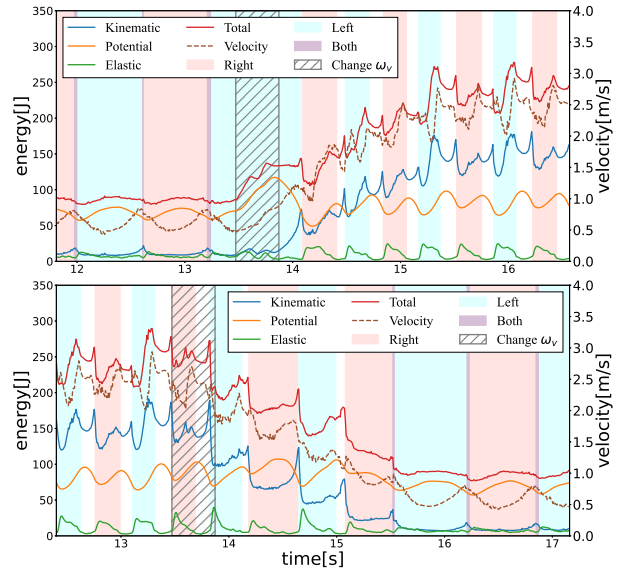 350
300
250
200
150
100
50
0
energy[J]
4.0
3.5
3.0
2.5
2.0
1.5
1.0
0.5
0.0
velocity[m/s]
Kinematic Total Left
Potential Velocity Both
Elastic Right Change ωᵥ
12 13 14 15 16
350
300
250
200
150
100
50
0
energy[J]
4.0
3.5
3.0
2.5
2.0
1.5
1.0
0.5
0.0
velocity[m/s]
Kinematic Total Left
Potential Velocity Both
Elastic Right Change ωᵥ
13 14 15 16 17
time[s]